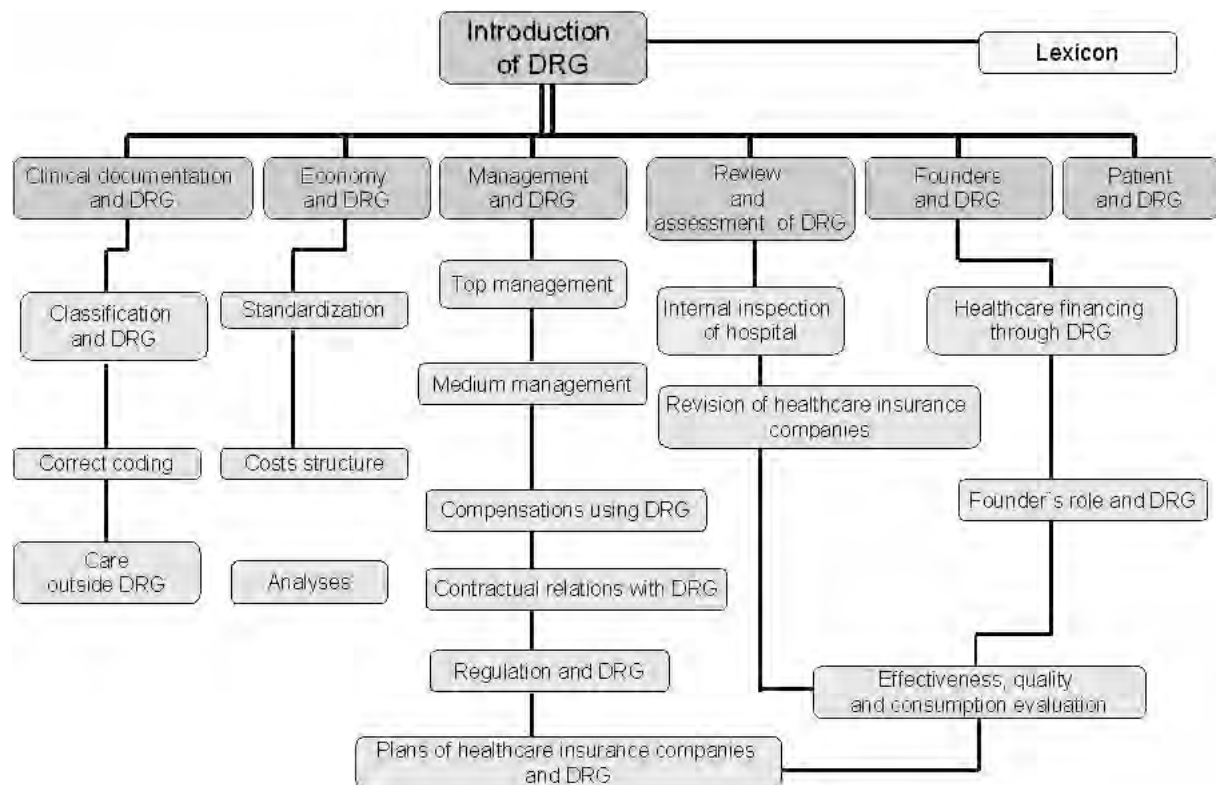 Introduction
of DRG
Lexicon
Clinical documentation
and DRG
Economy
and DRG
Management
and DRG
Review
and
assessment of DRG
Founders
and DRG
Patient
and DRG
Classification
and DRG
Correct coding
Care
outside DRG
Standardization
Costs structure
Analyses
Top management
Medium management
Compensations using DRG
Contractual relations with DRG
Regulation and DRG
Plans of healthcare insurance companies
and DRG
Internal inspection
of hospital
Revision of healthcare insurance
companies
Healthcare financing
through DRG
Founder`s role and DRG
Effectiveness, quality
and consumption evaluation